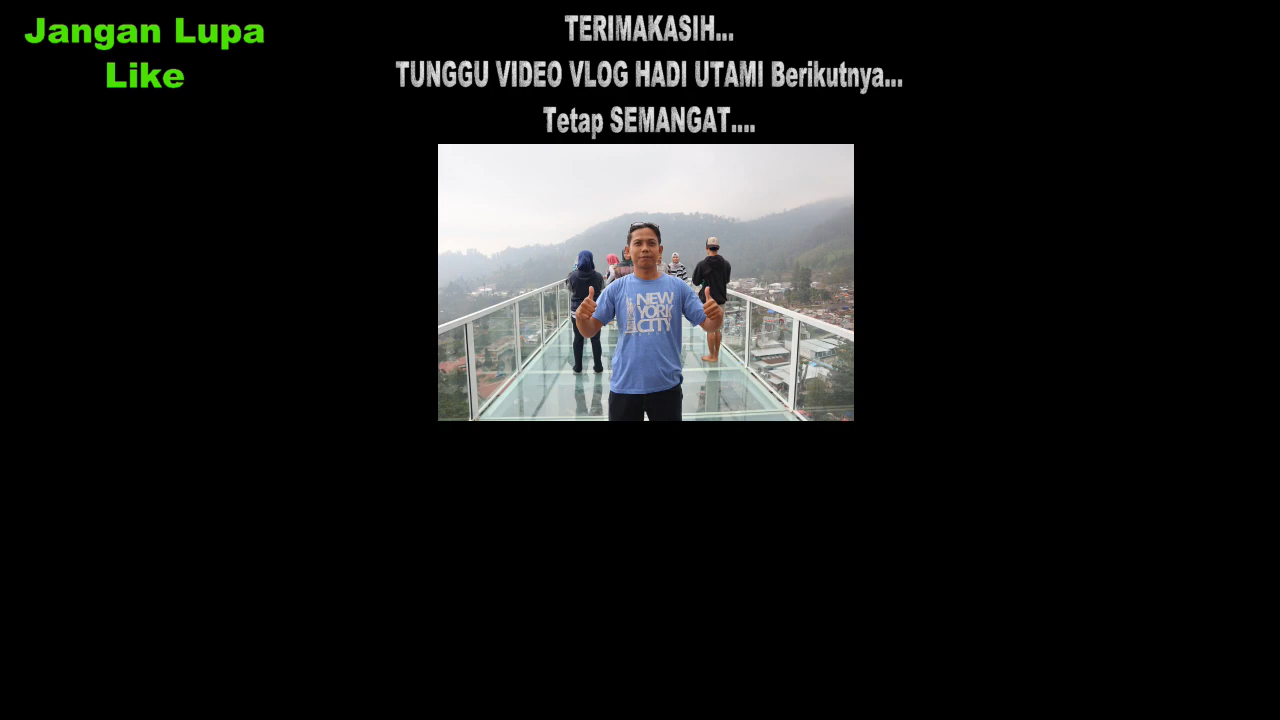 Jangan Lupa
Like
TERIMAKASIH...
TUNGGU VIDEO VLOG HADI UTAMI Berikutnya...
Tetap SEMANGAT....
NEW
YORK
CITY